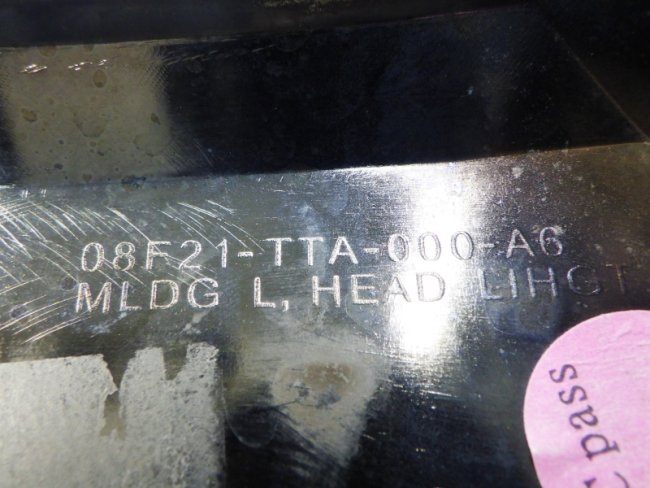 08F21-TTA-000-A6
MLDG L, HEAD LIHGT
pass